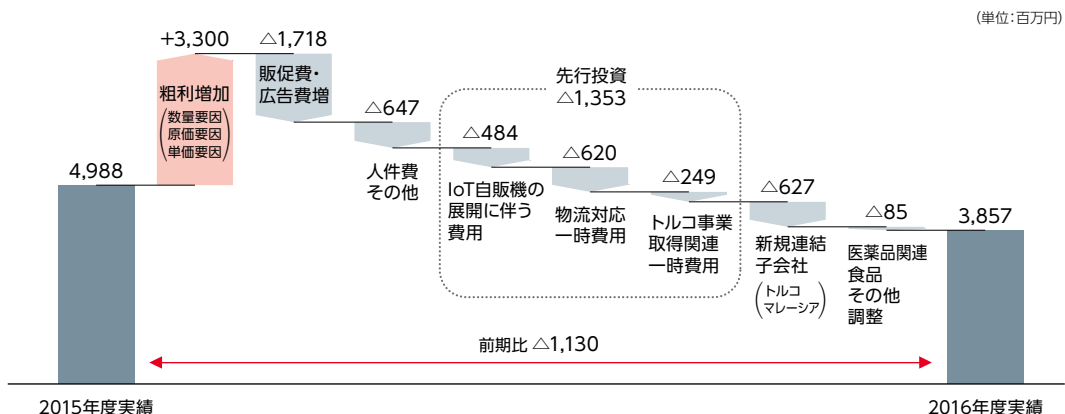 (単位:百万円)
+3,300
粗利増加
数量要因
原価要因
単価要因
△1,718
販促費・
広告費増
△647
人件費
その他
先行投資
△1,353
△484
IoT自販機の
展開に伴う
費用
△620
物流対応
一時費用
△249
トルコ事業
取得関連
一時費用
△627
新規連結
子会社
トルコ
マレーシア
△85
医薬品関連
食品
その他
調整
4,988
3,857
前期比 △1,130
2015年度実績
2016年度実績